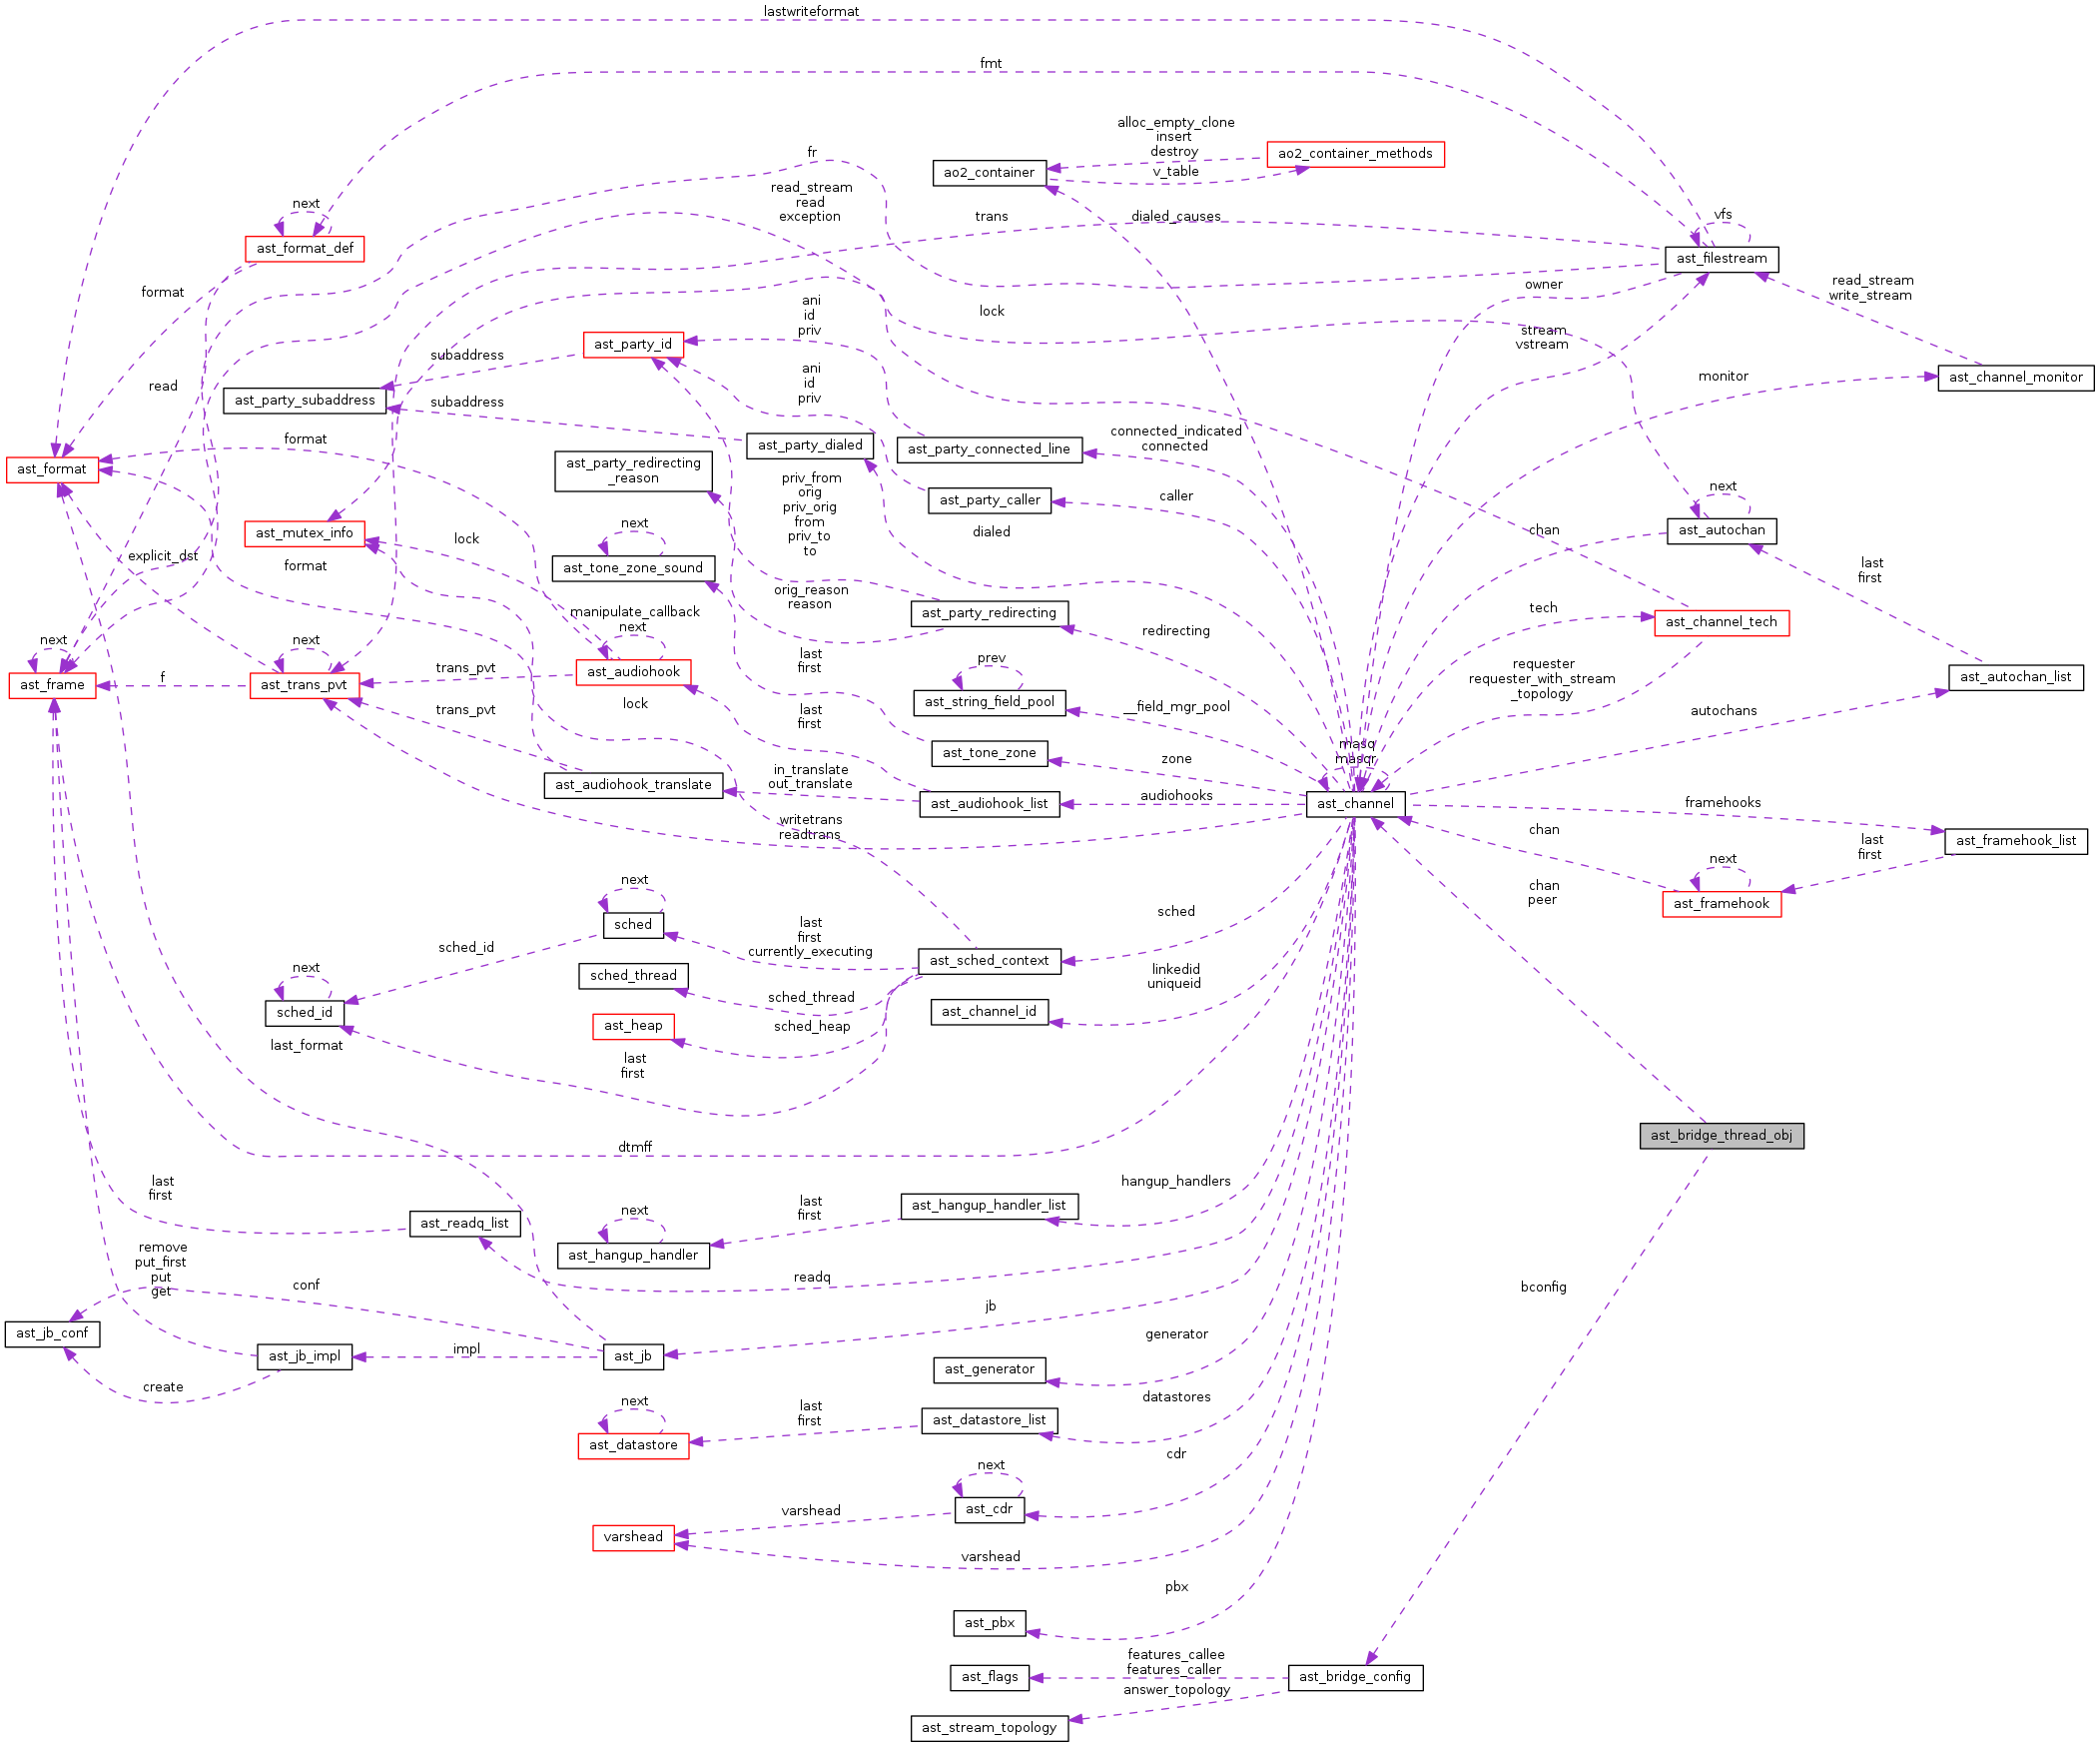 lastwriteformat
fmt
alloc_empty_clone
insert
destroy
ao2_container_methods
fr
ao2_container
v_table
read_stream
read
exception
next
trans
dialed_causes
vfs
ast_format_def
ast_filestream
format
owner
read_stream
write_stream
ani
id
priv
lock
stream
vstream
ast_party_id
subaddress
read
ani
id
priv
monitor
ast_channel_monitor
ast_party_subaddress
subaddress
format
ast_party_dialed
connected_indicated
connected
ast_party_connected_line
ast_format
ast_party_redirecting
_reason
priv_from
orig
priv_orig
from
priv_to
to
ast_party_caller
caller
next
ast_mutex_info
lock
next
dialed
chan
ast_autochan
explicit_dst
format
ast_tone_zone_sound
last
first
orig_reason
reason
ast_party_redirecting
tech
ast_channel_tech
manipulate_callback
next
redirecting
next
next
last
first
prev
requester
requester_with_stream
_topology
ast_autochan_list
ast_frame
f
ast_trans_pvt
trans_pvt
ast_audiohook
ast_string_field_pool
lock
trans_pvt
last
first
__field_mgr_pool
autochans
ast_tone_zone
zone
masq
masqr
ast_audiohook_translate
in_translate
out_translate
ast_audiohook_list
audiohooks
ast_channel
framehooks
writetrans
readtrans
chan
last
first
ast_framehook_list
next
next
chan
peer
ast_framehook
sched
last
first
currently_executing
sched
sched_id
ast_sched_context
next
sched_thread
sched_thread
linkedid
uniqueid
sched_id
ast_heap
sched_heap
ast_channel_id
last_format
last
first
dtmff
ast_bridge_thread_obj
last
first
hangup_handlers
last
first
ast_hangup_handler_list
next
ast_readq_list
ast_hangup_handler
remove
put_first
put
get
conf
readq
bconfig
jb
ast_jb_conf
ast_jb_impl
impl
ast_jb
generator
create
ast_generator
datastores
next
last
first
ast_datastore_list
ast_datastore
cdr
next
varshead
ast_cdr
varshead
varshead
pbx
ast_pbx
features_callee
features_caller
ast_flags
ast_bridge_config
answer_topology
ast_stream_topology